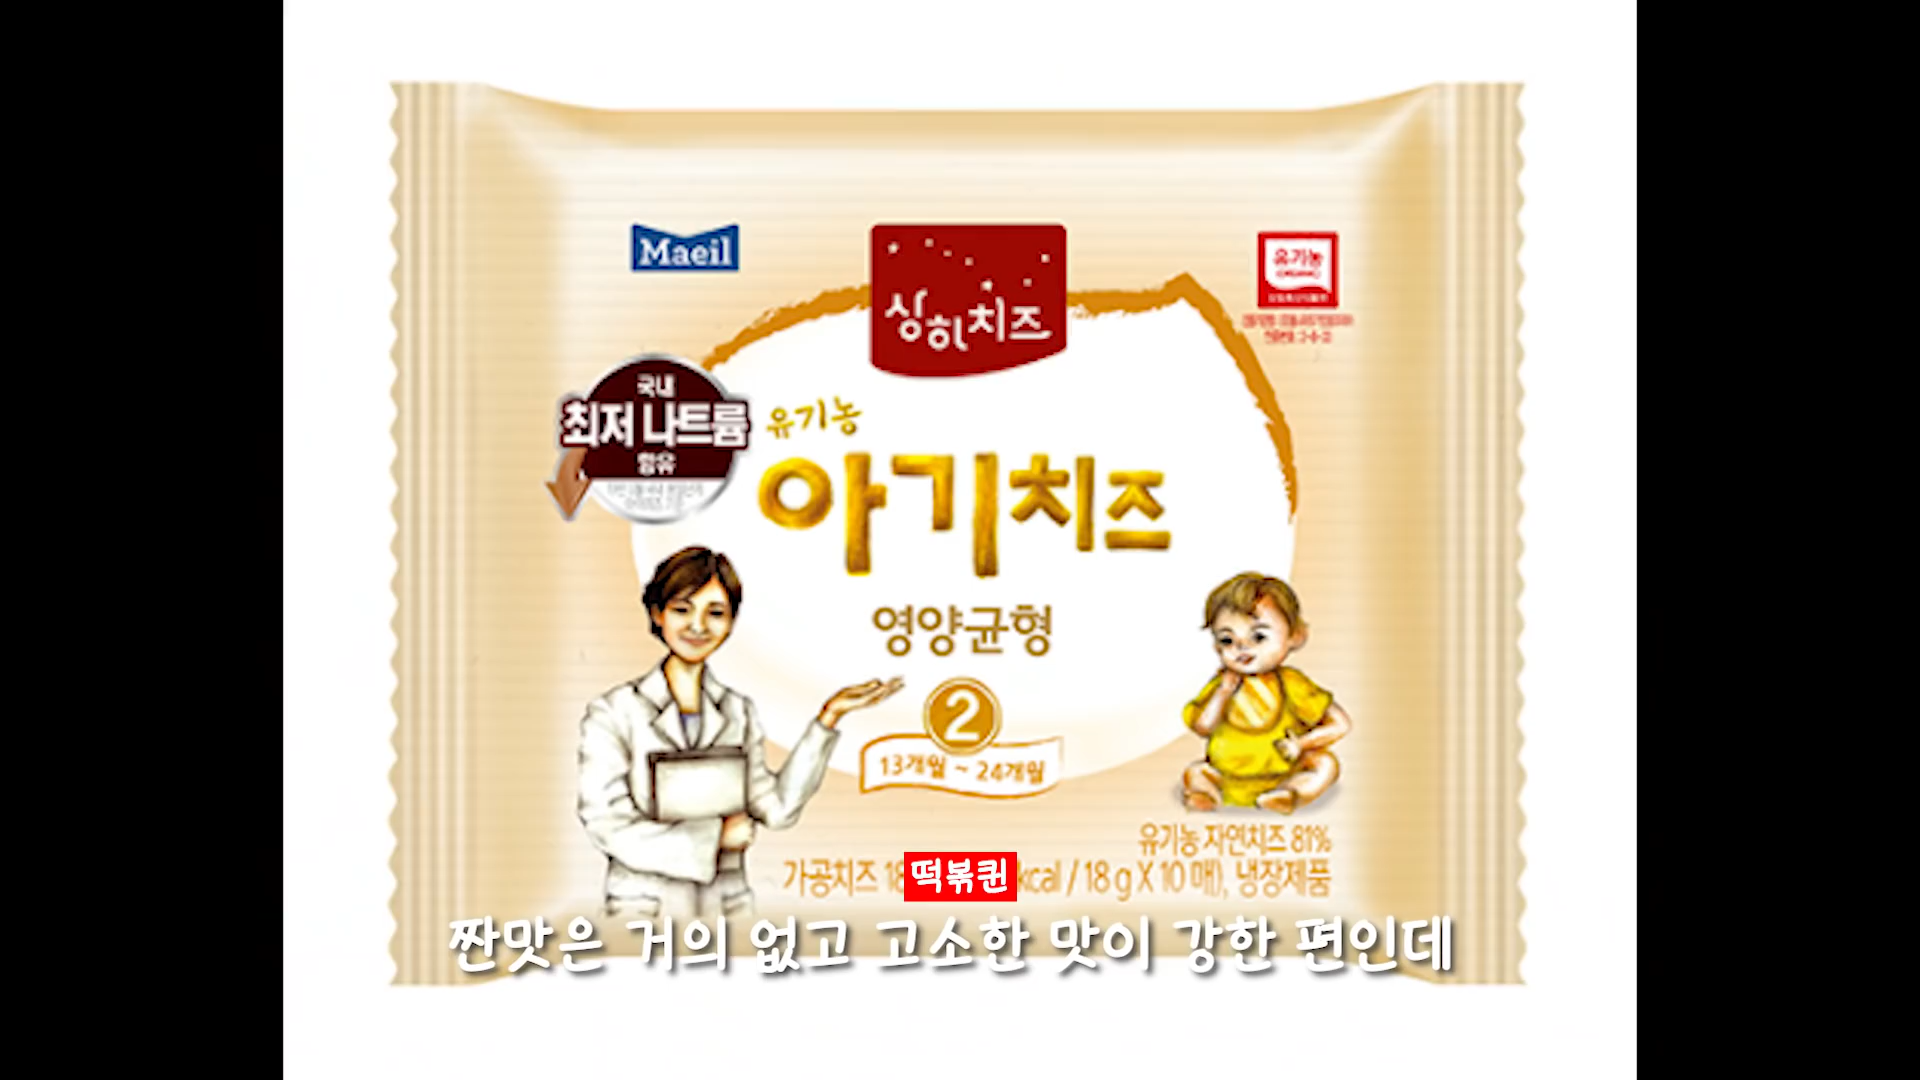 Maeil
상하치즈
유기농
ORGANIC
국내
최저 나트륨
함유
유기농
아기치즈
영양균형
2
13개월 ~ 24개월
유기농 자연치즈 81%
가공치즈 18 kcal / 18 g X 10 매), 냉장제품
떡볶퀸
짠맛은 거의 없고 고소한 맛이 강한 편인데